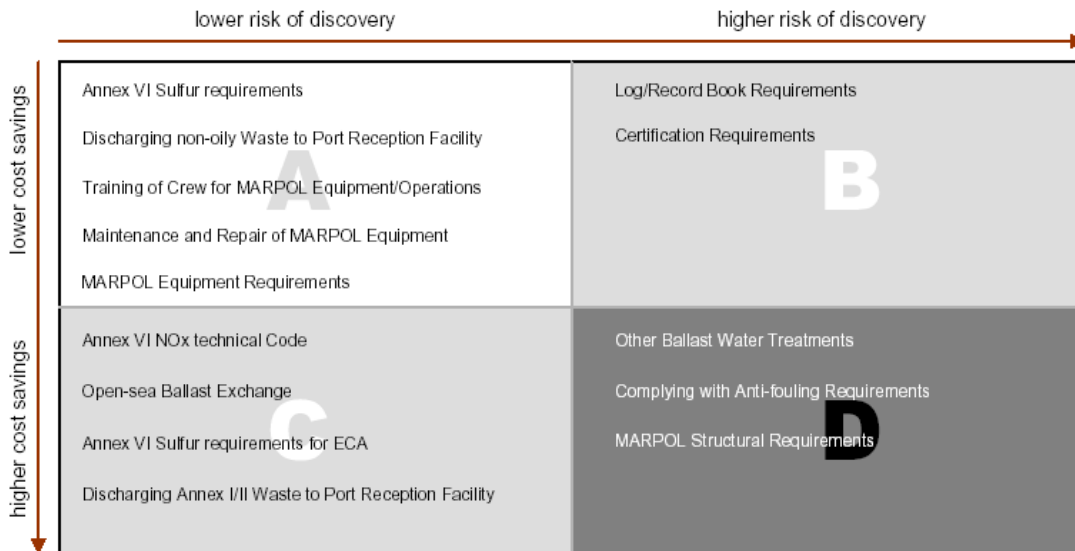 lower risk of discovery
higher risk of discovery
lower cost savings
Annex VI Sulfur requirements
Discharging non-oily Waste to Port Reception Facility
Training of Crew for MARPOL Equipment/Operations
Maintenance and Repair of MARPOL Equipment
MARPOL Equipment Requirements
A
Log/Record Book Requirements
Certification Requirements
B
higher cost savings
Annex VI NOx technical Code
Open-sea Ballast Exchange
Annex VI Sulfur requirements for ECA
Discharging Annex I/II Waste to Port Reception Facility
C
Other Ballast Water Treatments
Complying with Anti-fouling Requirements
MARPOL Structural Requirements
D